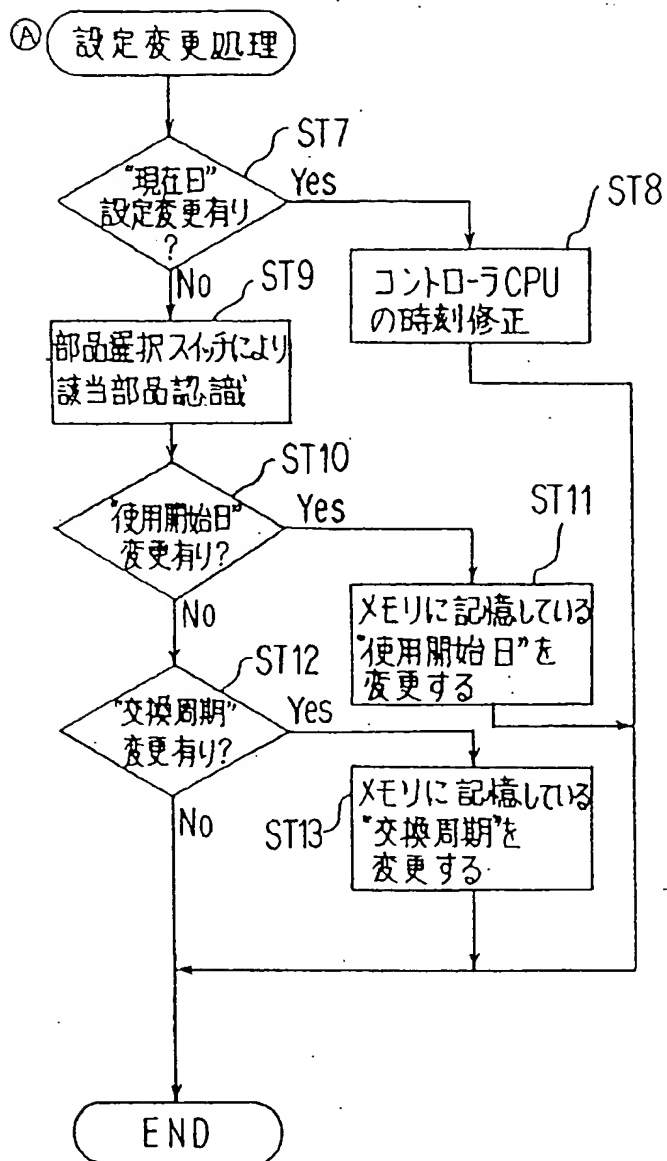 Ⓐ 設定変更処理
ST7
“現在日”
設定変更有り
?
Yes
ST8
No
ST9
コントローラCPU
の時刻修正
部品選択スイッチにより
該当部品認識
ST10
“使用開始日”
変更有り?
Yes
ST11
No
メモリに記憶している
“使用開始日”を
変更する
ST12
“交換周期”
変更有り?
Yes
No
ST13
メモリに記憶している
“交換周期”を
変更する
END